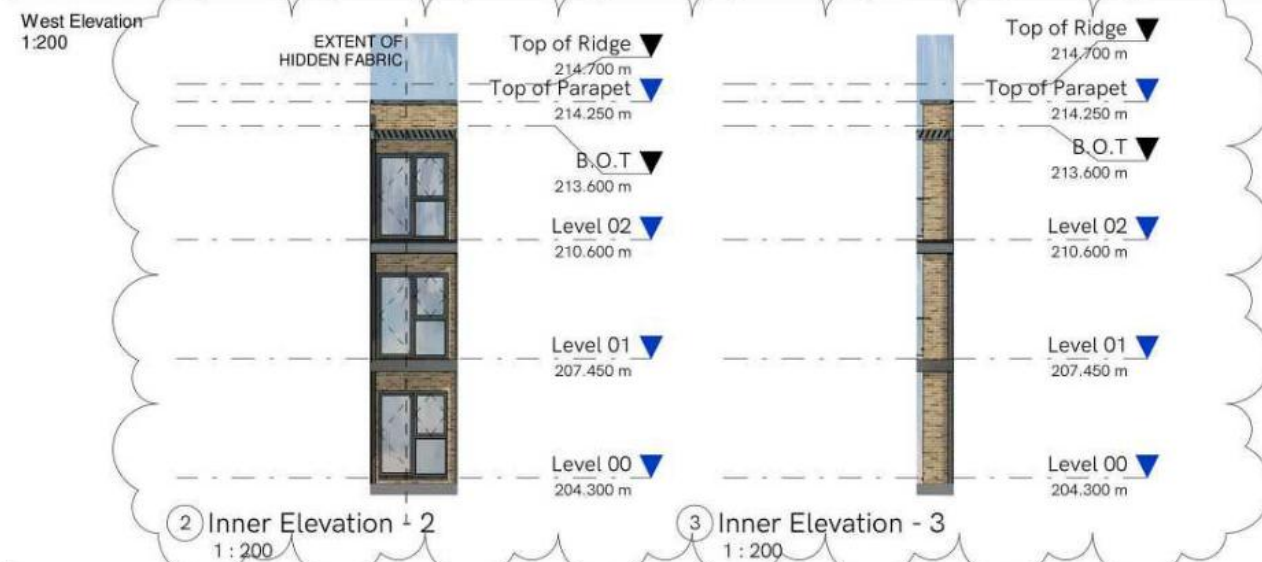 West Elevation
1:200
EXTENT OF
HIDDEN FABRIC
Top of Ridge
214.700 m
Top of Parapet
214.250 m
B.O.T
213.600 m
Level 02
210.600 m
Level 01
207.450 m
Level 00
204.300 m
2 Inner Elevation - 2
1 : 200
Top of Ridge
214.700 m
Top of Parapet
214.250 m
B.O.T
213.600 m
Level 02
210.600 m
Level 01
207.450 m
Level 00
204.300 m
3 Inner Elevation - 3
1 : 200